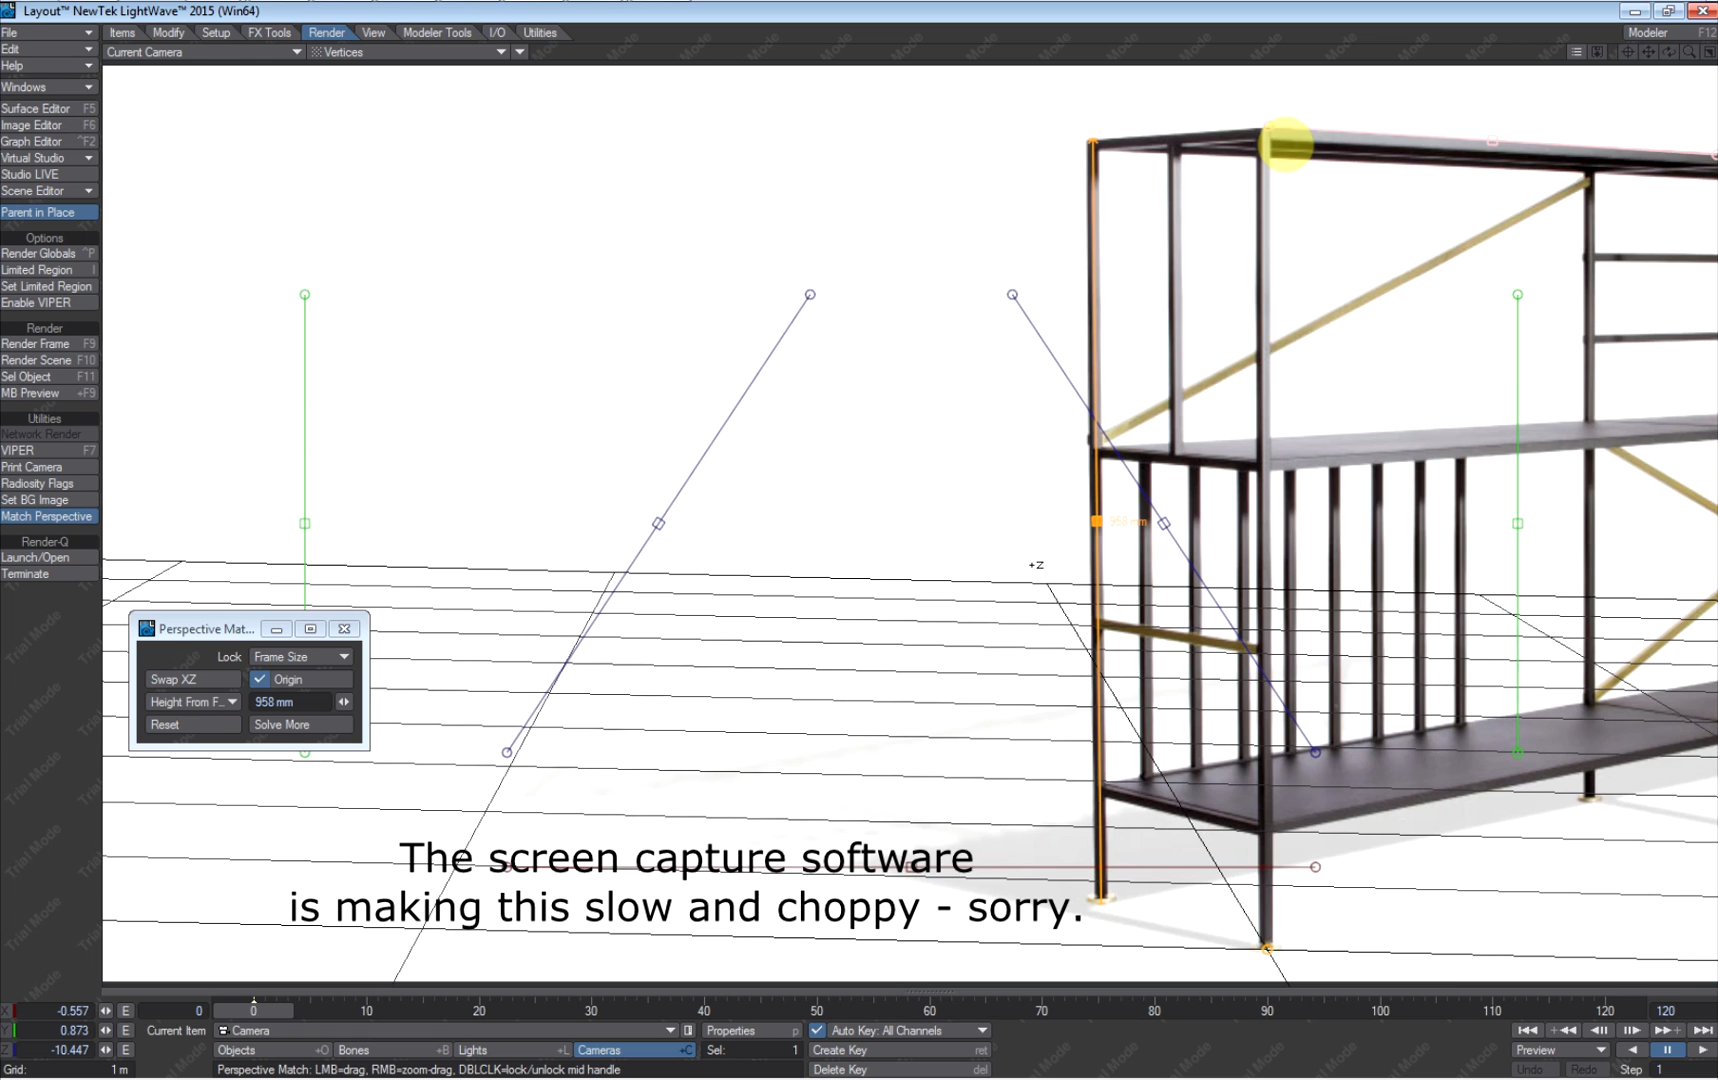 Layout™ NewTek LightWave™ 2015 (Win64)
File
Items
Modify
Setup
FX Tools
Render
View
Modeler Tools
I/O
Utilities
Modeler F12
Edit
Current Camera
Vertices
Help
Windows
Surface Editor F5
Image Editor F6
Graph Editor ^F2
Virtual Studio
Studio LIVE
Scene Editor
Parent in Place
Options
Render Globals ^P
Limited Region l
Set Limited Region
Enable VIPER
Render
Render Frame F9
Render Scene F10
Sel Object F11
MB Preview +F9
Utilities
Network Render
VIPER F7
Print Camera
Radiosity Flags
Set BG Image
Match Perspective
Render-Q
Launch/Open
Terminate
958 mm
+Z
Perspective Mat...
Lock Frame Size
Swap XZ Origin
Height From F... 958 mm
Reset Solve More
Trial Mode
The screen capture software
is making this slow and choppy - sorry.
X -0.557 E 0
0 10 20 30 40 50 60 70 80 90 100 110 120 120
Y 0.873 E Current Item Camera Properties p Auto Key: All Channels
Z -10.447 E Objects +O Bones +B Lights +L Cameras +C Sel: 1 Create Key ret Preview
Grid: 1 m Perspective Match: LMB=drag, RMB=zoom-drag, DBLCLK=lock/unlock mid handle Delete Key del Undo Redo Step 1